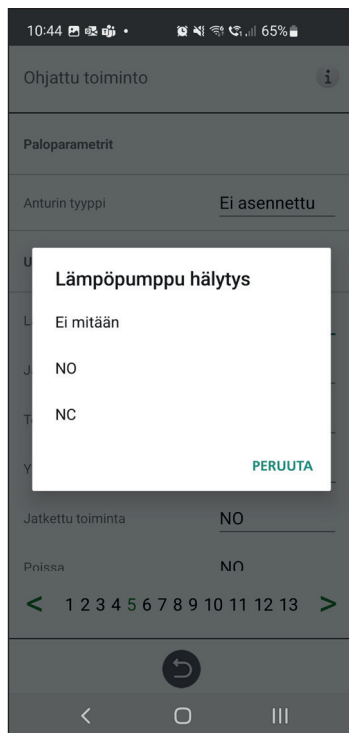 10:44 65%
Ohjattu toiminto i
Paloparametrit
Anturin tyyppi Ei asennettu
U
Lämpöpumppu hälytys
L
Ei mitään
J
NO
T
NC
Y
PERUUTA
Jatkettu toiminta NO
Poissa NO
< 1 2 3 4 5 6 7 8 9 10 11 12 13 >